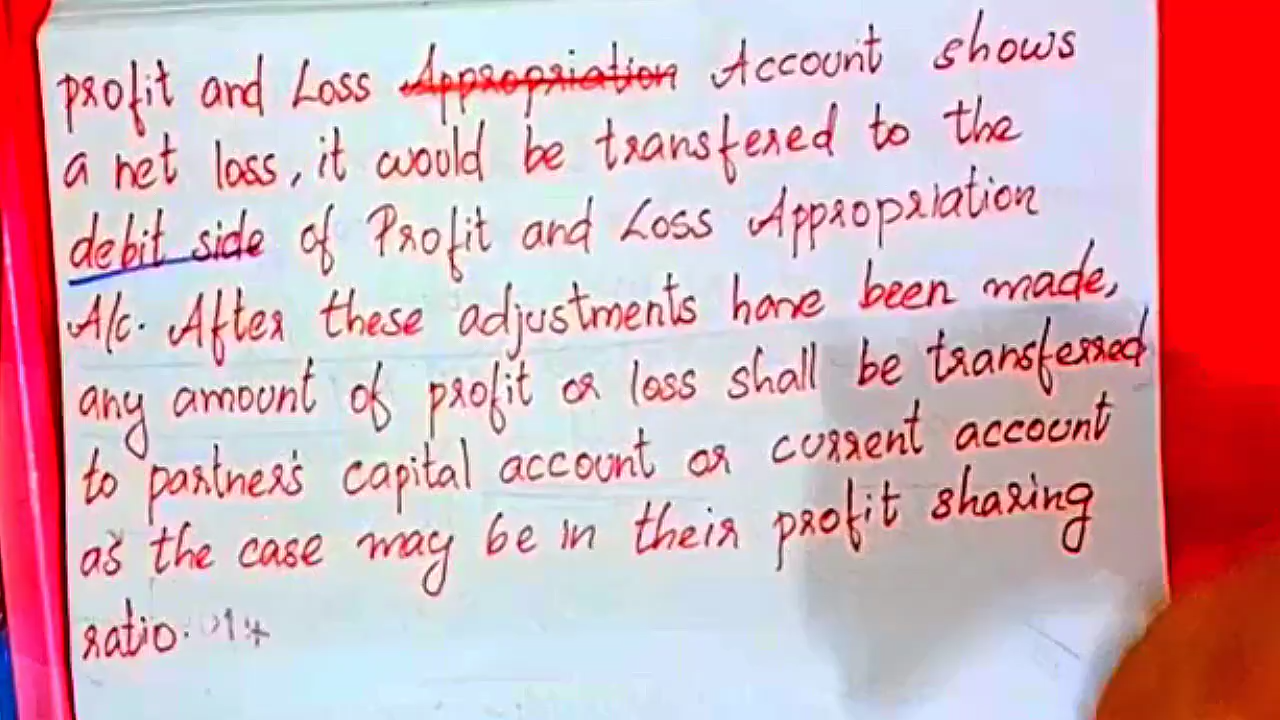 profit and Loss Appropriation Account shows
a net loss, it would be transfered to the
debit side of Profit and Loss Appropriation
A/c. After these adjustments have been made,
any amount of profit or loss shall be transferred
to partner's capital account or current account
as the case may be in their profit sharing
ratio.